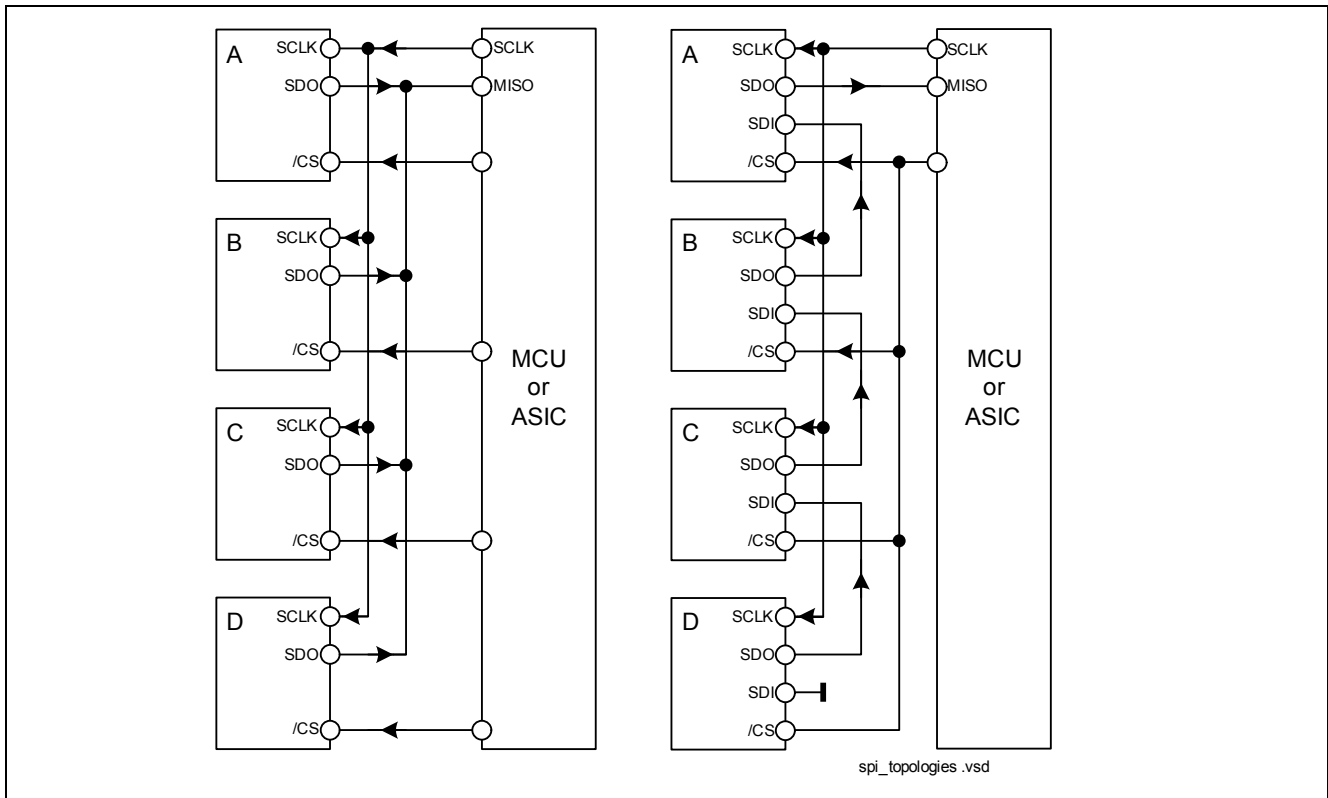 A
SCLK
SDO
/CS
B
SCLK
SDO
/CS
C
SCLK
SDO
/CS
D
SCLK
SDO
/CS
SCLK
MISO
MCU
or
ASIC
A
SCLK
SDO
SDI
/CS
B
SCLK
SDO
SDI
/CS
C
SCLK
SDO
SDI
/CS
D
SCLK
SDO
SDI
/CS
SCLK
MISO
MCU
or
ASIC
spi_topologies .vsd